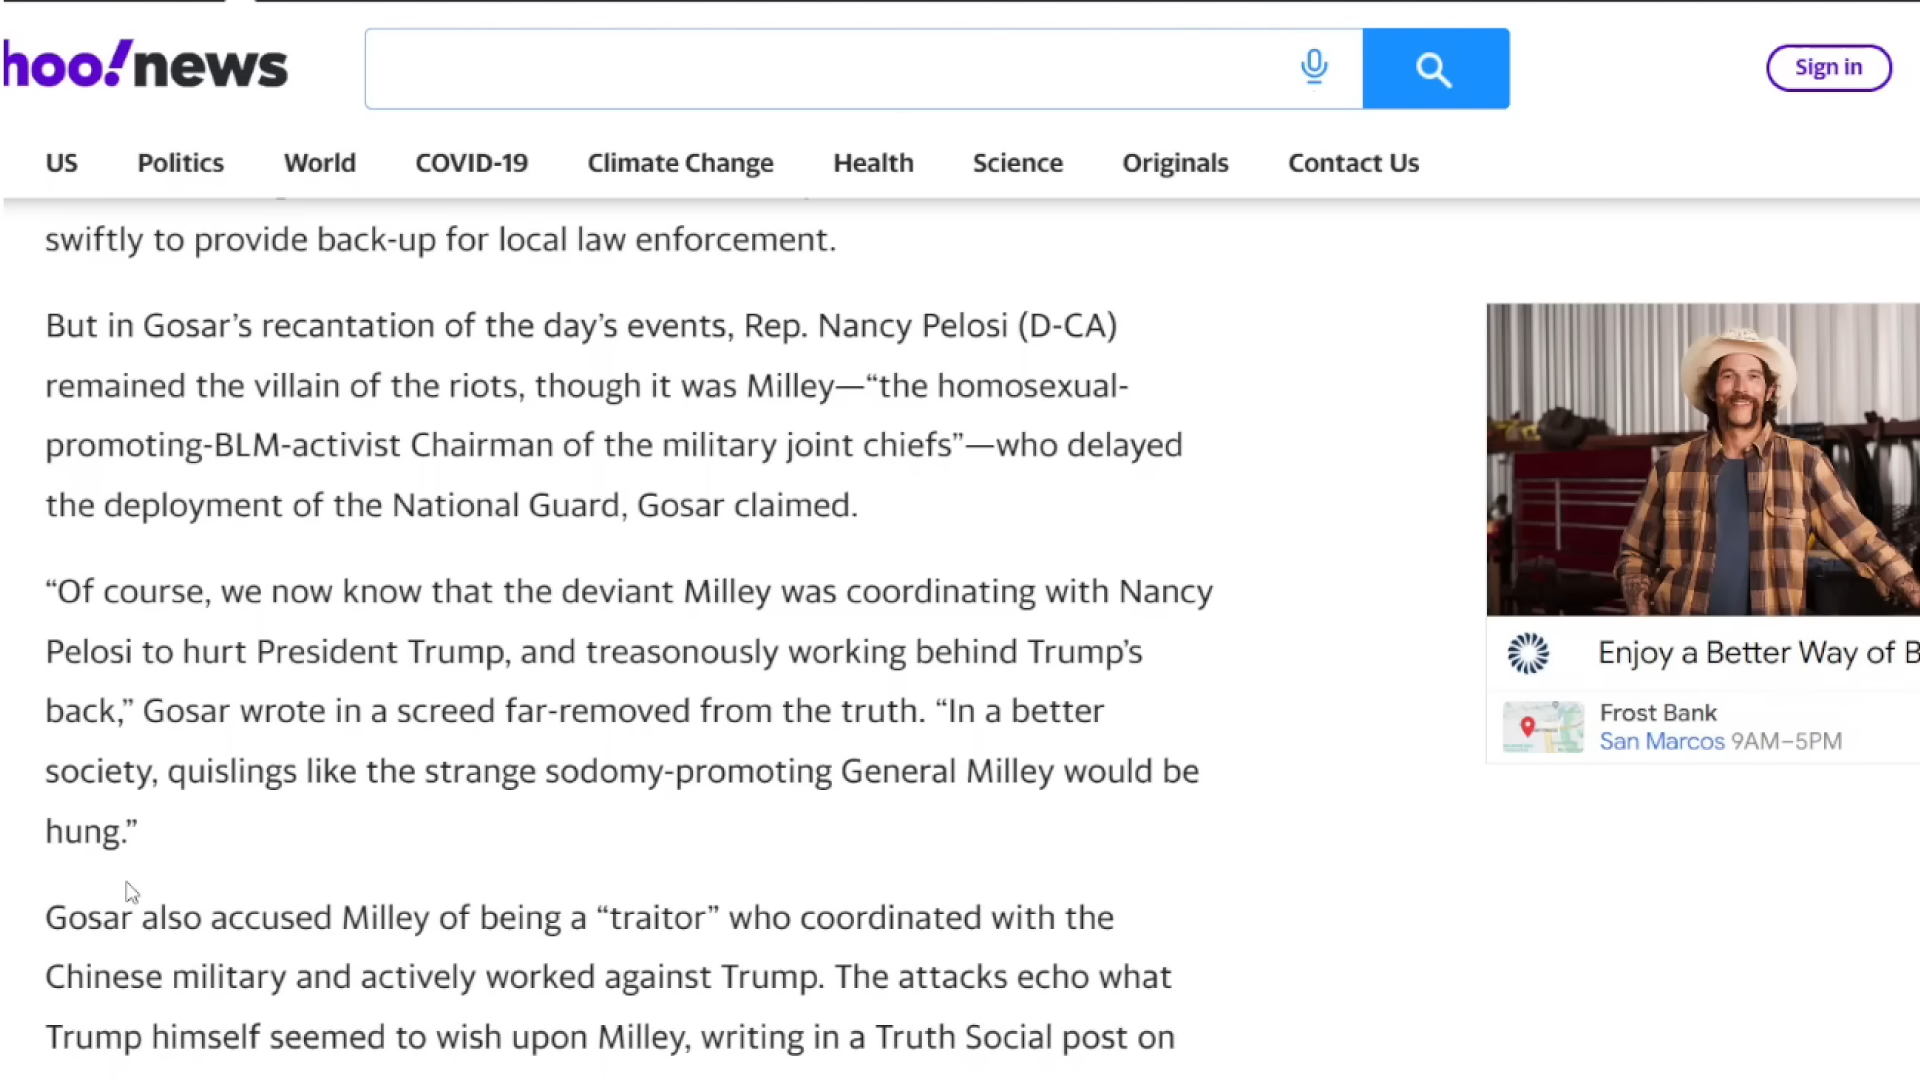 hoo!news
Sign in
US Politics World COVID-19 Climate Change Health Science Originals Contact Us
swiftly to provide back-up for local law enforcement.
But in Gosar’s recantation of the day’s events, Rep. Nancy Pelosi (D-CA)
remained the villain of the riots, though it was Milley—“the homosexual-
promoting-BLM-activist Chairman of the military joint chiefs”—who delayed
the deployment of the National Guard, Gosar claimed.
“Of course, we now know that the deviant Milley was coordinating with Nancy
Pelosi to hurt President Trump, and treasonously working behind Trump’s
back,” Gosar wrote in a screed far-removed from the truth. “In a better
society, quislings like the strange sodomy-promoting General Milley would be
hung.”
Gosar also accused Milley of being a “traitor” who coordinated with the
Chinese military and actively worked against Trump. The attacks echo what
Trump himself seemed to wish upon Milley, writing in a Truth Social post on
Enjoy a Better Way of B
Frost Bank
San Marcos 9AM–5PM